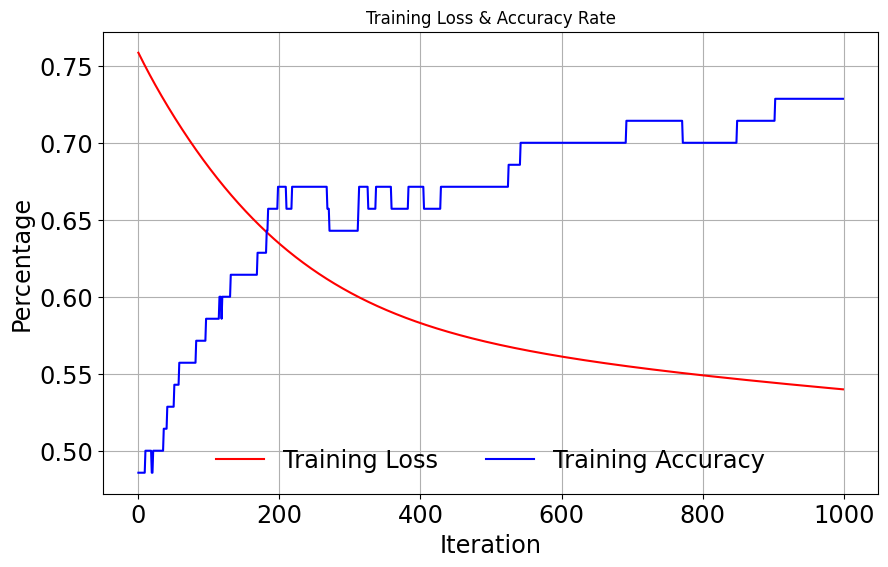 Training Loss & Accuracy Rate
Percentage
0.75
0.70
0.65
0.60
0.55
0.50
Training Loss
Training Accuracy
0
200
400
600
800
1000
Iteration